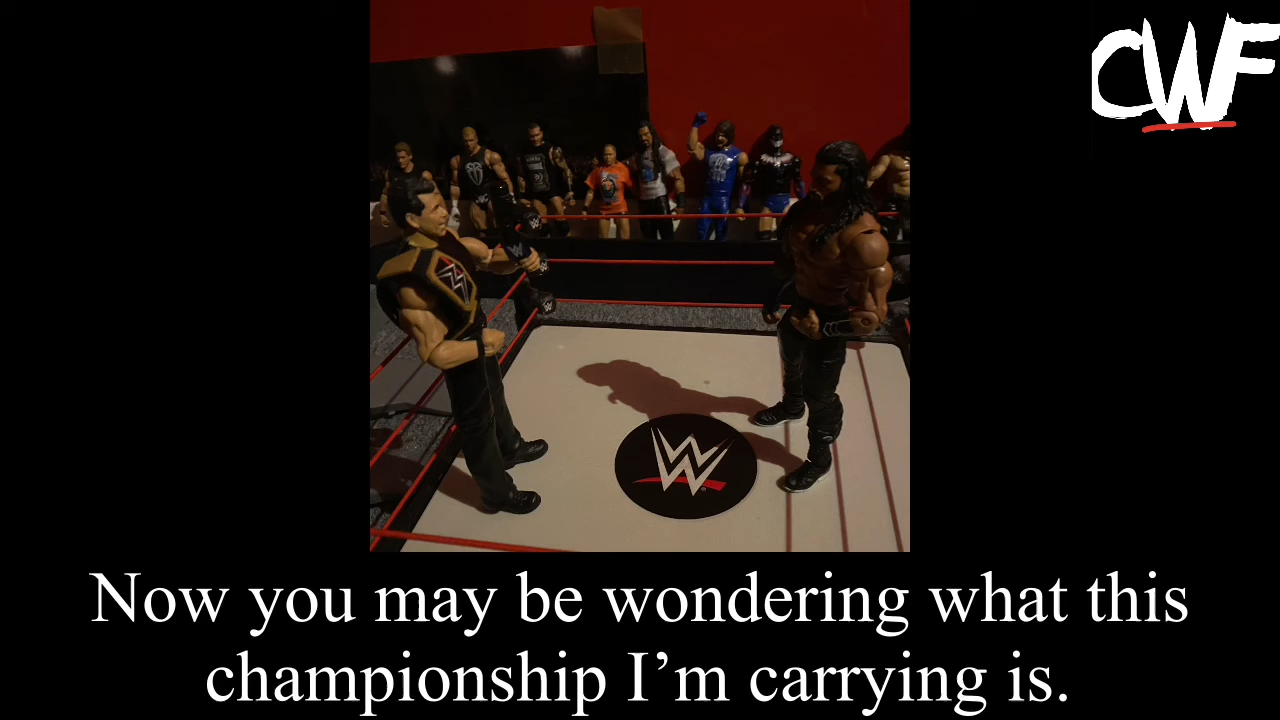 CWF
W
Now you may be wondering what this
championship I’m carrying is.